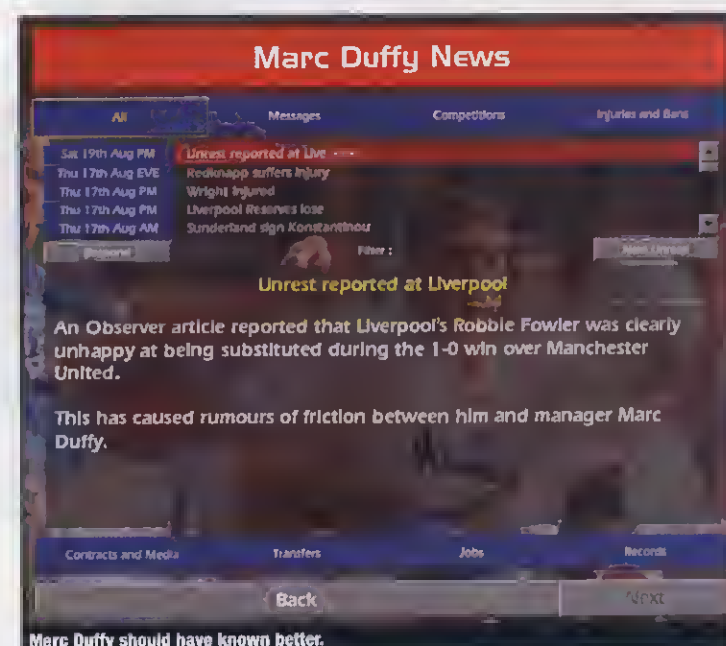 Marc Duffy News
All Messages Competitions Injuries and Bans
Sat 19th Aug PM Unrest reported at Live ----
Thu 17th Aug EVE Redknapp suffers injury
Thu 17th Aug PM Wright injured
Thu 17th Aug PM Liverpool Reserves lose
Thu 17th Aug AM Sunderland sign Konstantinou
Personal Filter : Next Unread
Unrest reported at Liverpool
An Observer article reported that Liverpool's Robbie Fowler was clearly
unhappy at being substituted during the 1-0 win over Manchester
United.
This has caused rumours of friction between him and manager Marc
Duffy.
Contracts and Media Transfers Jobs Records
Back Next
Marc Duffy should have known better.